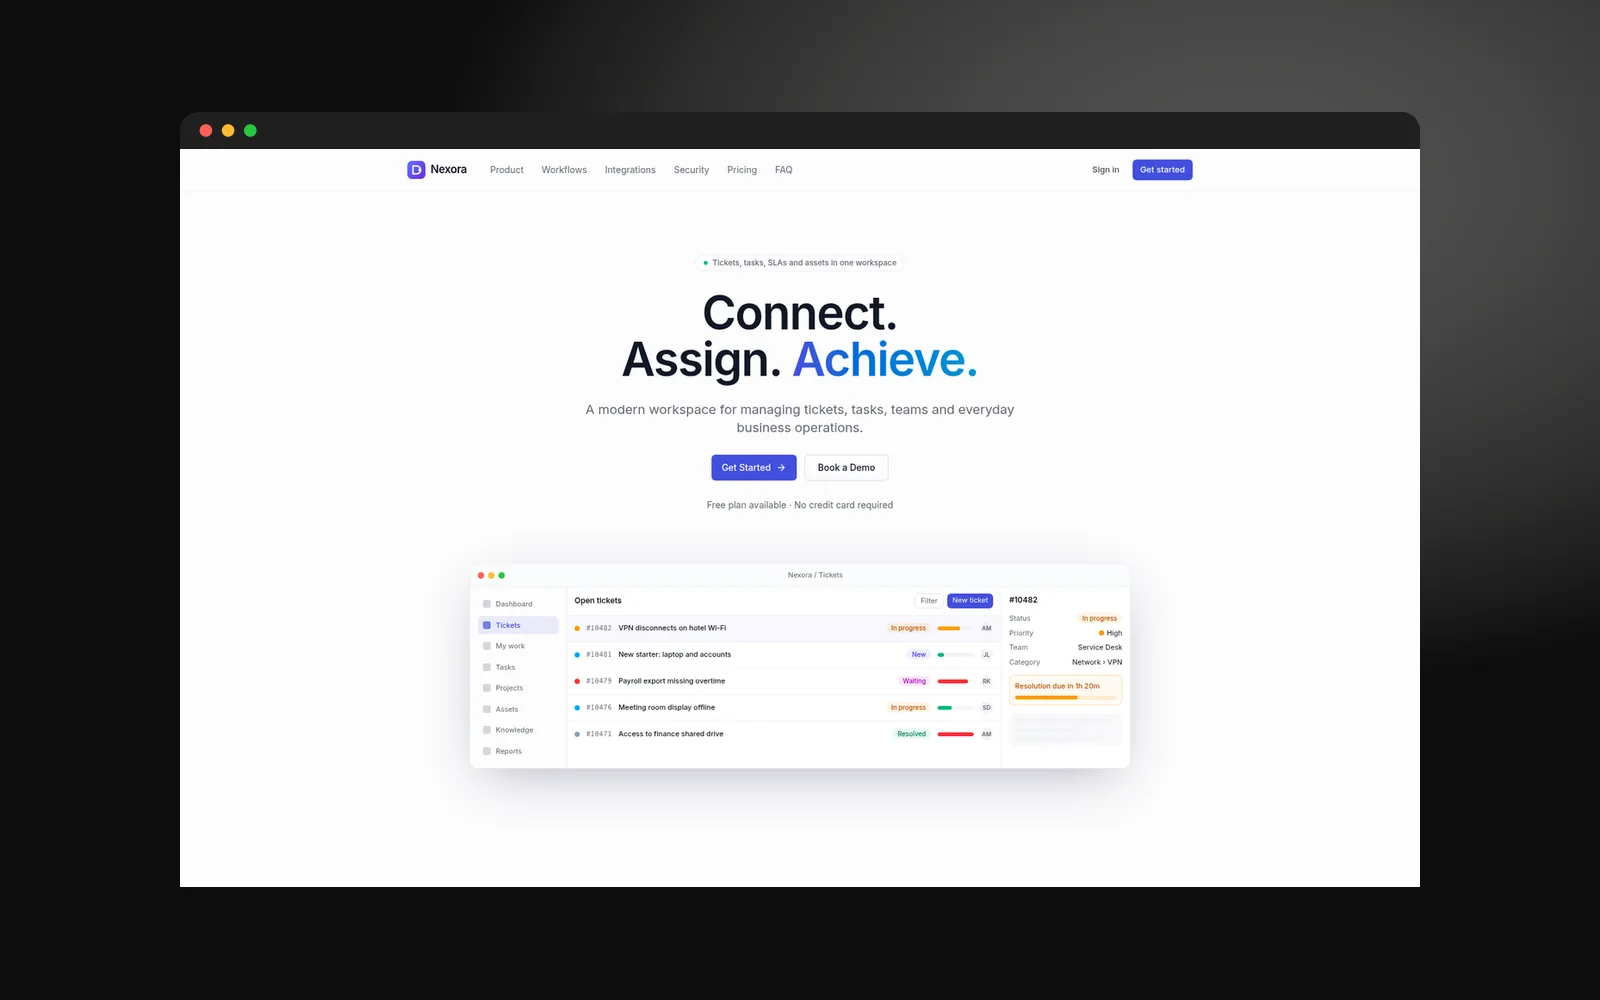 Nexora
Product
Workflows
Integrations
Security
Pricing
FAQ
Sign in
Get started
Tickets, tasks, SLAs and assets in one workspace
Connect.
Assign. Achieve.
A modern workspace for managing tickets, tasks, teams and everyday
business operations.
Get Started →
Book a Demo
Free plan available · No credit card required
Nexora / Tickets
Dashboard
Tickets
My work
Tasks
Projects
Assets
Knowledge
Reports
Open tickets
Filter
New ticket
#10482 VPN disconnects on hotel Wi-Fi In progress AM
#10481 New starter: laptop and accounts New JL
#10479 Payroll export missing overtime Waiting RK
#10476 Meeting room display offline In progress SD
#10471 Access to finance shared drive Resolved AM
#10482
Status In progress
Priority High
Team Service Desk
Category Network › VPN
Resolution due in 1h 20m